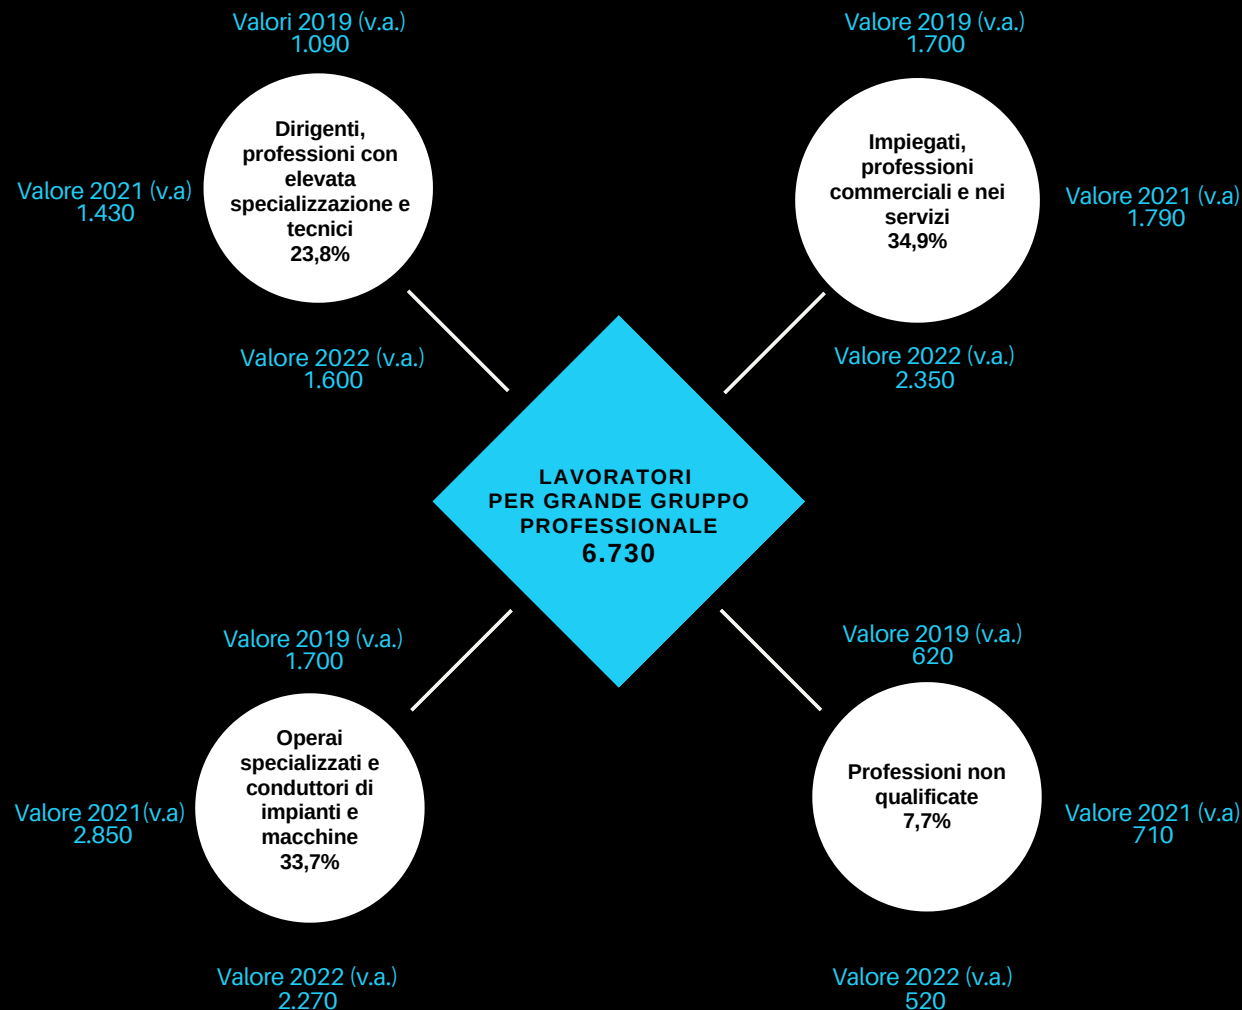 Valori 2019 (v.a.)
1.090
Dirigenti,
professioni con
elevata
specializzazione e
tecnici
23,8%
Valore 2021 (v.a)
1.430
Valore 2022 (v.a.)
1.600
Valore 2019 (v.a.)
1.700
Impiegati,
professioni
commerciali e nei
servizi
34,9%
Valore 2021 (v.a)
1.790
Valore 2022 (v.a.)
2.350
LAVORATORI
PER GRANDE GRUPPO
PROFESSIONALE
6.730
Valore 2019 (v.a.)
1.700
Operai
specializzati e
conduttori di
impianti e
macchine
33,7%
Valore 2021(v.a)
2.850
Valore 2022 (v.a.)
2.270
Valore 2019 (v.a.)
620
Professioni non
qualificate
7,7%
Valore 2021 (v.a)
710
Valore 2022 (v.a.)
520